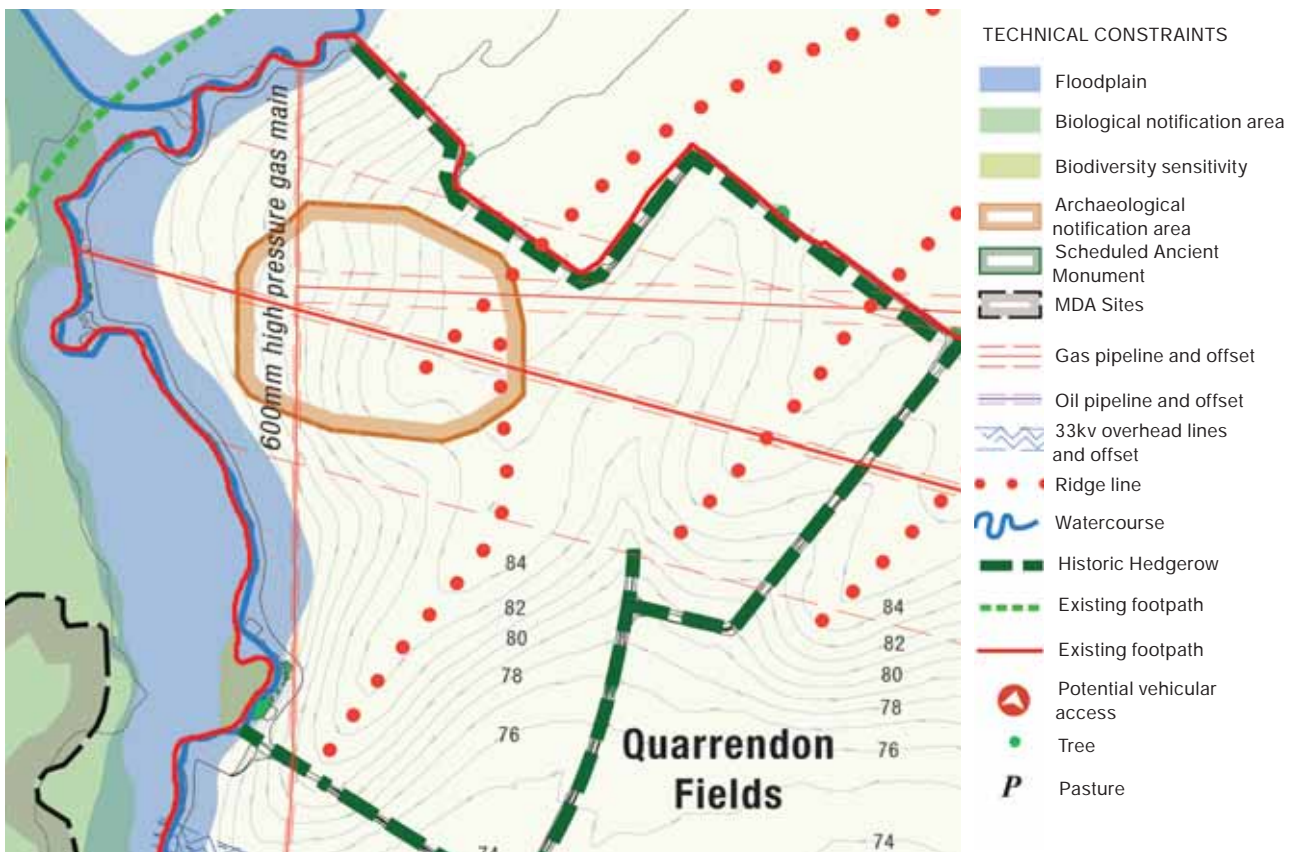 600mm high pressure gas main
84
82
80
78
76
84
82
80
78
76
74
74
Quarrendon
Fields
TECHNICAL CONSTRAINTS
Floodplain
Biological notification area
Biodiversity sensitivity
Archaeological
notification area
Scheduled Ancient
Monument
MDA Sites
Gas pipeline and offset
Oil pipeline and offset
33kv overhead lines
and offset
Ridge line
Watercourse
Historic Hedgerow
Existing footpath
Existing footpath
Potential vehicular
access
Tree
P
Pasture